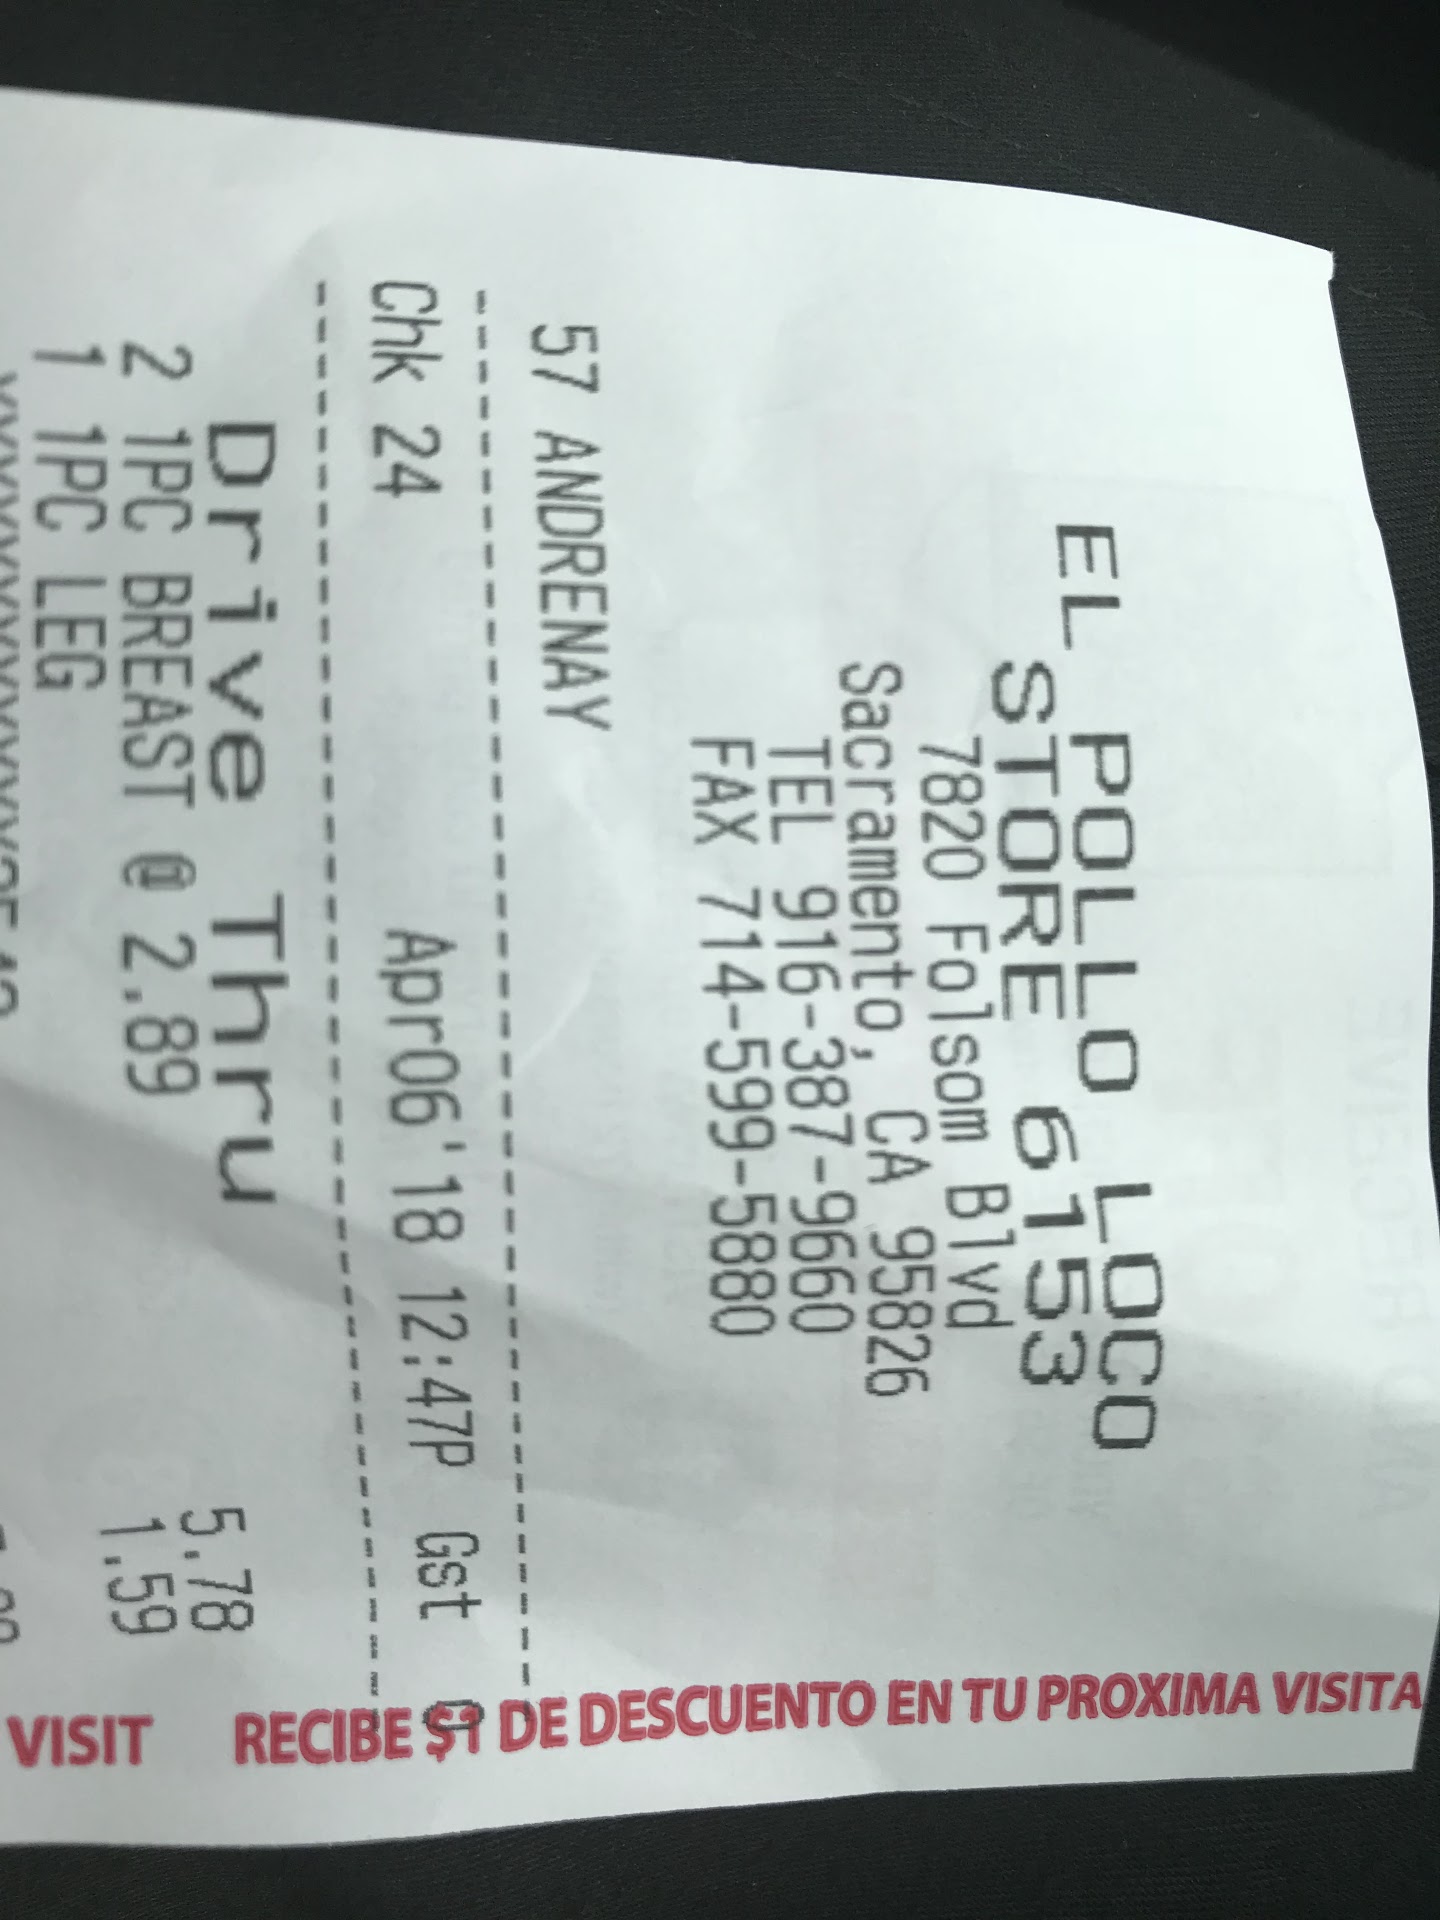 EL POLLO LOCO
STORE 6153
7820 Folsom Blvd
Sacramento, CA 95826
TEL 916-387-9660
FAX 714-599-5880
57 ANDRENAY
--------------------------------------
Chk 24 Apr06'18 12:47P Gst 0
--------------------------------------
Drive Thru
2 1PC BREAST @ 2.89 5.78
1 1PC LEG 1.59
VISIT RECIBE $1 DE DESCUENTO EN TU PROXIMA VISITA